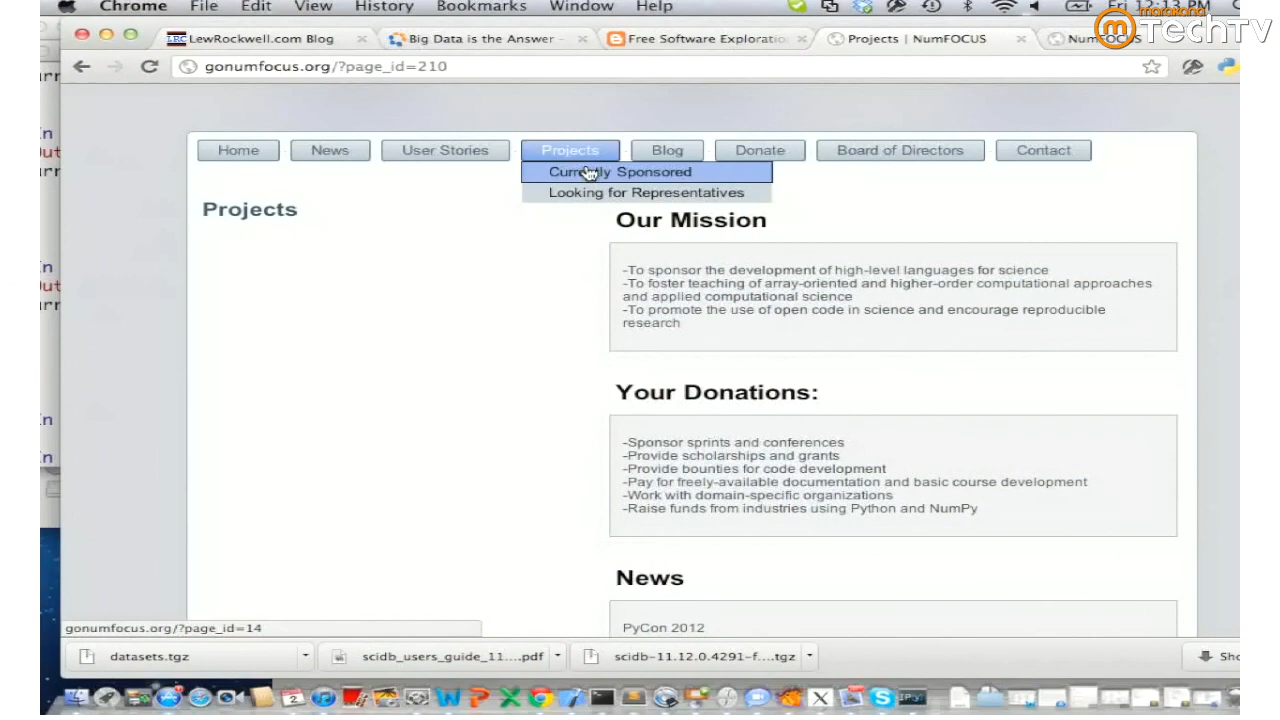 Chrome File Edit View History Bookmarks Window Help
Fri 12:13 PM
marakana TechTV
LewRockwell.com Blog
Big Data is the Answer -
Free Software Exploratio
Projects | NumFOCUS
NumFOCUS
gonumfocus.org/?page_id=210
Home
News
User Stories
Projects
Blog
Donate
Board of Directors
Contact
Currently Sponsored
Looking for Representatives
Projects
Our Mission
-To sponsor the development of high-level languages for science
-To foster teaching of array-oriented and higher-order computational approaches
and applied computational science
-To promote the use of open code in science and encourage reproducible
research
Your Donations:
-Sponsor sprints and conferences
-Provide scholarships and grants
-Provide bounties for code development
-Pay for freely-available documentation and basic course development
-Work with domain-specific organizations
-Raise funds from industries using Python and NumPy
News
PyCon 2012
gonumfocus.org/?page_id=14
datasets.tgz
scidb_users_guide_11....pdf
scidb-11.12.0.4291-f....tgz
Sho